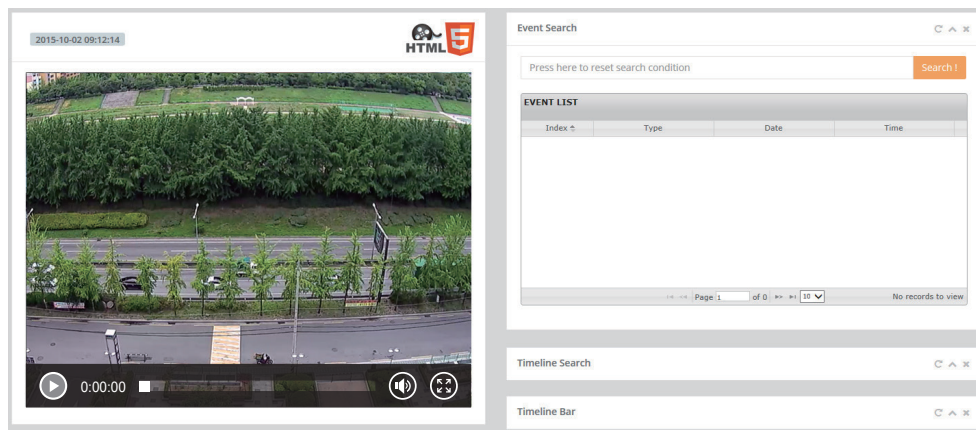 2015-10-02 09:12:14
HTML
5
0:00:00
Event Search
Press here to reset search condition
Search !
EVENT LIST
Index Type Date Time
Page 1 of 0 10 No records to view
Timeline Search
Timeline Bar